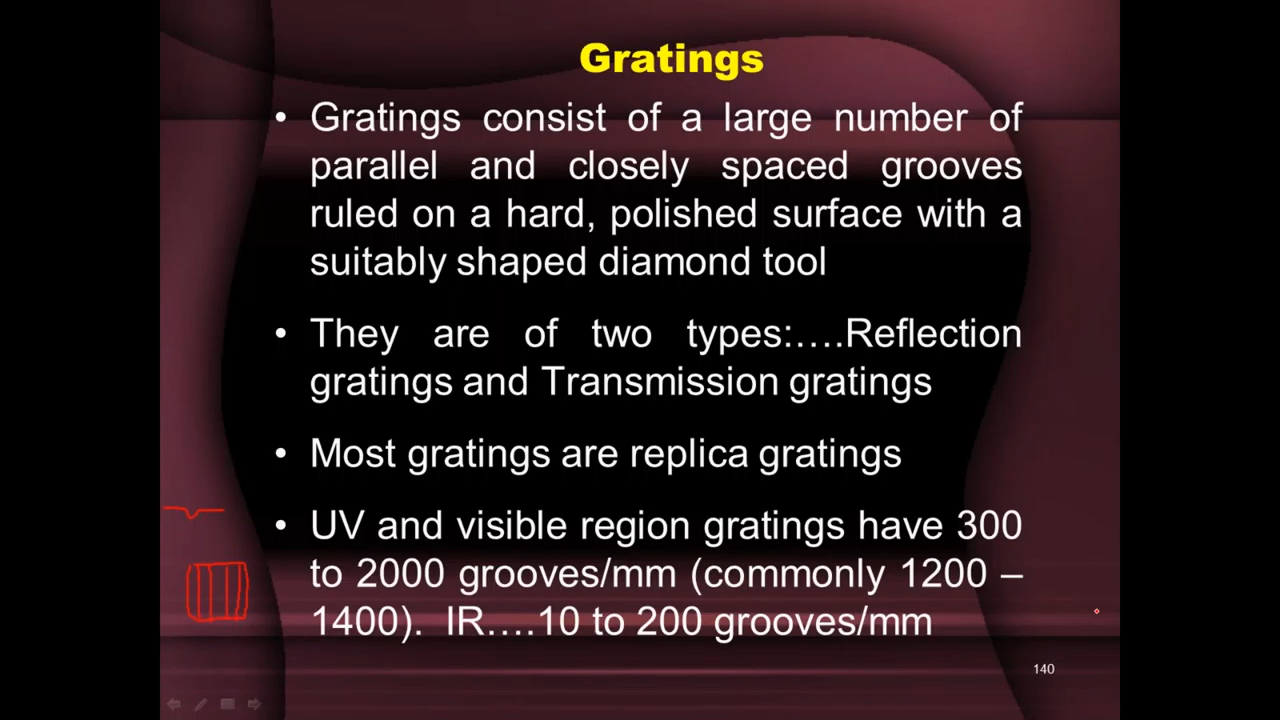 Gratings
• Gratings consist of a large number of
parallel and closely spaced grooves
ruled on a hard, polished surface with a
suitably shaped diamond tool
• They are of two types:….Reflection
gratings and Transmission gratings
• Most gratings are replica gratings
• UV and visible region gratings have 300
to 2000 grooves/mm (commonly 1200 –
1400). IR….10 to 200 grooves/mm
140